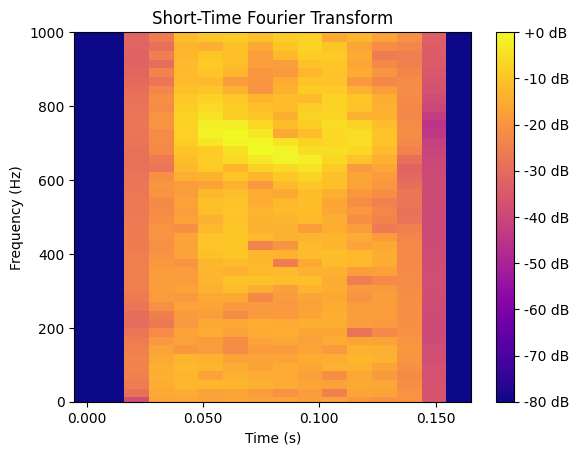 Short-Time Fourier Transform
Frequency (Hz)
1000
800
600
400
200
0
0.000
0.050
0.100
0.150
Time (s)
+0 dB
-10 dB
-20 dB
-30 dB
-40 dB
-50 dB
-60 dB
-70 dB
-80 dB